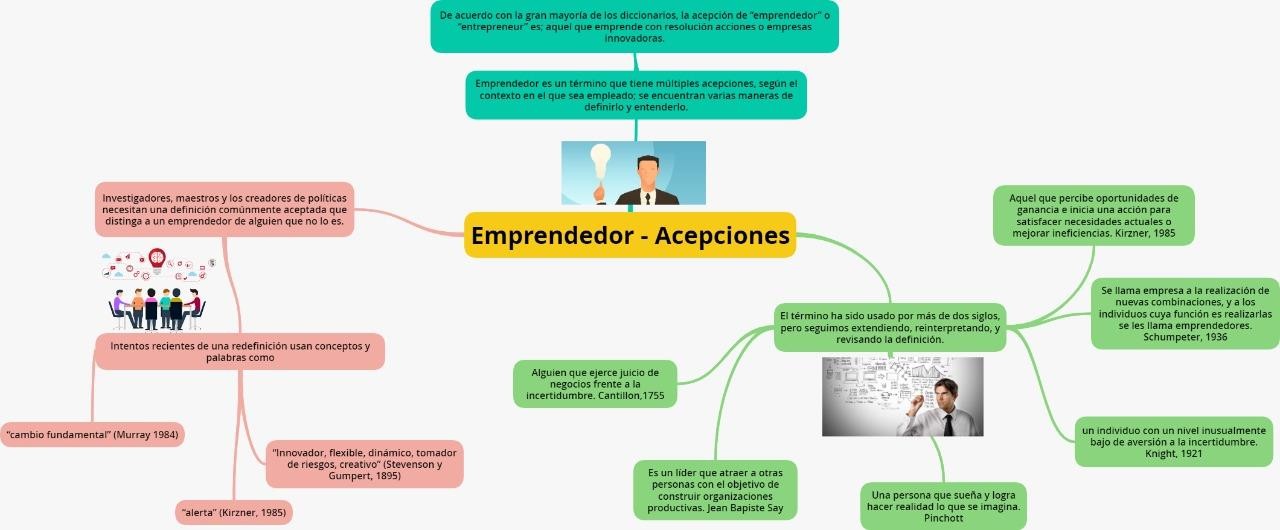 De acuerdo con la gran mayoría de los diccionarios, la acepción de “emprendedor” o
“entrepreneur” es; aquel que emprende con resolución acciones o empresas
innovadoras.
Emprendedor es un término que tiene múltiples acepciones, según el
contexto en el que sea empleado; se encuentran varias maneras de
definirlo y entenderlo.
Emprendedor - Acepciones
Investigadores, maestros y los creadores de políticas
necesitan una definición comúnmente aceptada que
distinga a un emprendedor de alguien que no lo es.
Intentos recientes de una redefinición usan conceptos y
palabras como
“cambio fundamental” (Murray 1984)
“Innovador, flexible, dinámico, tomador
de riesgos, creativo” (Stevenson y
Gumpert, 1895)
“alerta” (Kirzner, 1985)
El término ha sido usado por más de dos siglos,
pero seguimos extendiendo, reinterpretando, y
revisando la definición.
Aquel que percibe oportunidades de
ganancia e inicia una acción para
satisfacer necesidades actuales o
mejorar ineficiencias. Kirzner, 1985
Se llama empresa a la realización de
nuevas combinaciones, y a los
individuos cuya función es realizarlas
se les llama emprendedores.
Schumpeter, 1936
un individuo con un nivel inusualmente
bajo de aversión a la incertidumbre.
Knight, 1921
Alguien que ejerce juicio de
negocios frente a la
incertidumbre. Cantillon,1755
Es un líder que atraer a otras
personas con el objetivo de
construir organizaciones
productivas. Jean Bapiste Say
Una persona que sueña y logra
hacer realidad lo que se imagina.
Pinchott